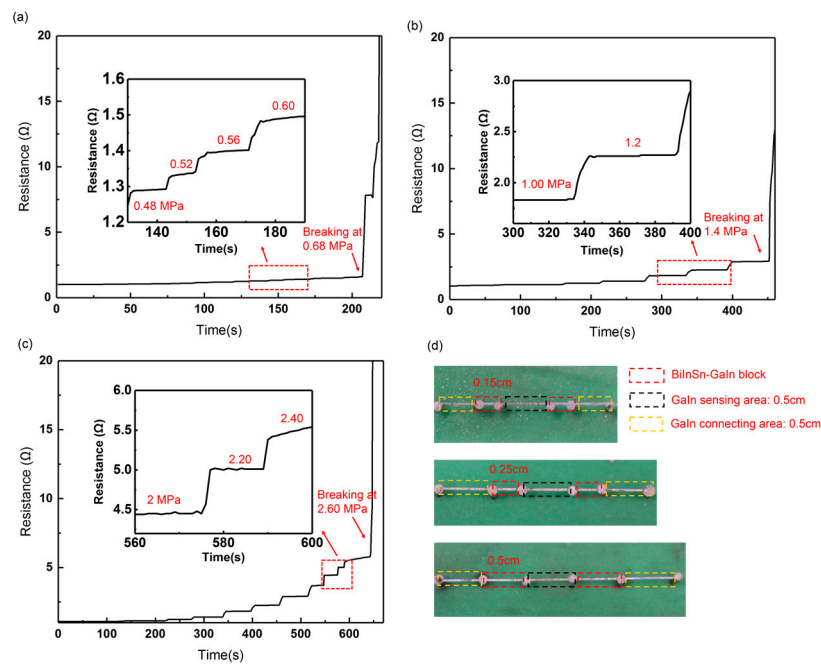 (a)
20
15
10
5
0
Resistance (Ω)
0
50
100
150
200
Time(s)
1.6
1.5
1.4
1.3
1.2
Resistance (Ω)
140
160
180
Time(s)
0.48 MPa
0.52
0.56
0.60
Breaking at
0.68 MPa
(b)
20
15
10
5
0
Resistance (Ω)
0
100
200
300
400
Time(s)
3.0
2.5
2.0
1.5
Resistance (Ω)
300
320
340
360
380
400
Time(s)
1.00 MPa
1.2
Breaking at
1.4 MPa
(c)
20
15
10
5
Resistance (Ω)
0
100
200
300
400
500
600
Time(s)
6.0
5.5
5.0
4.5
Resistance (Ω)
560
580
600
Time(s)
2 MPa
2.20
2.40
Breaking at
2.60 MPa
(d)
0.15cm
0.25cm
0.5cm
BiInSn-GaIn block
GaIn sensing area: 0.5cm
GaIn connecting area: 0.5cm